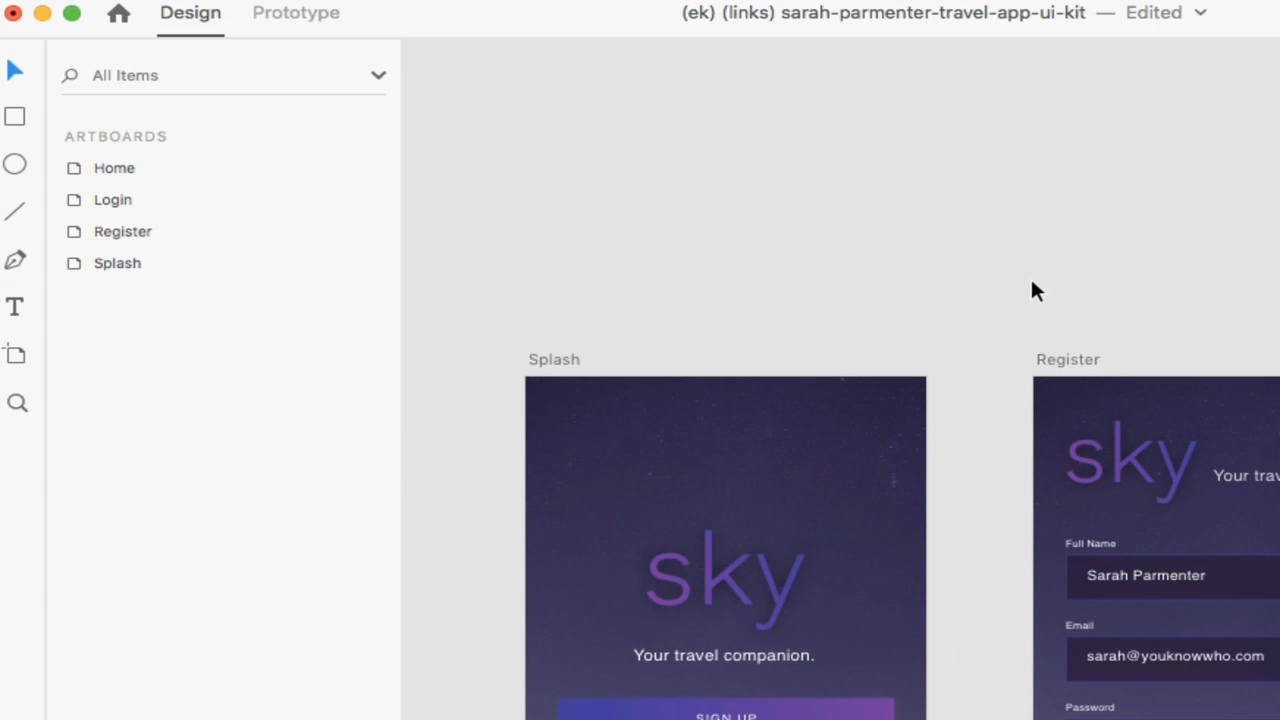 Design Prototype (ek) (links) sarah-parmenter-travel-app-ui-kit — Edited
All Items
ARTBOARDS
Home
Login
Register
Splash
T
Splash
sky
Your travel companion.
SIGN UP
Register
sky
Your trav
Full Name
Sarah Parmenter
Email
sarah@youknowwho.com
Password